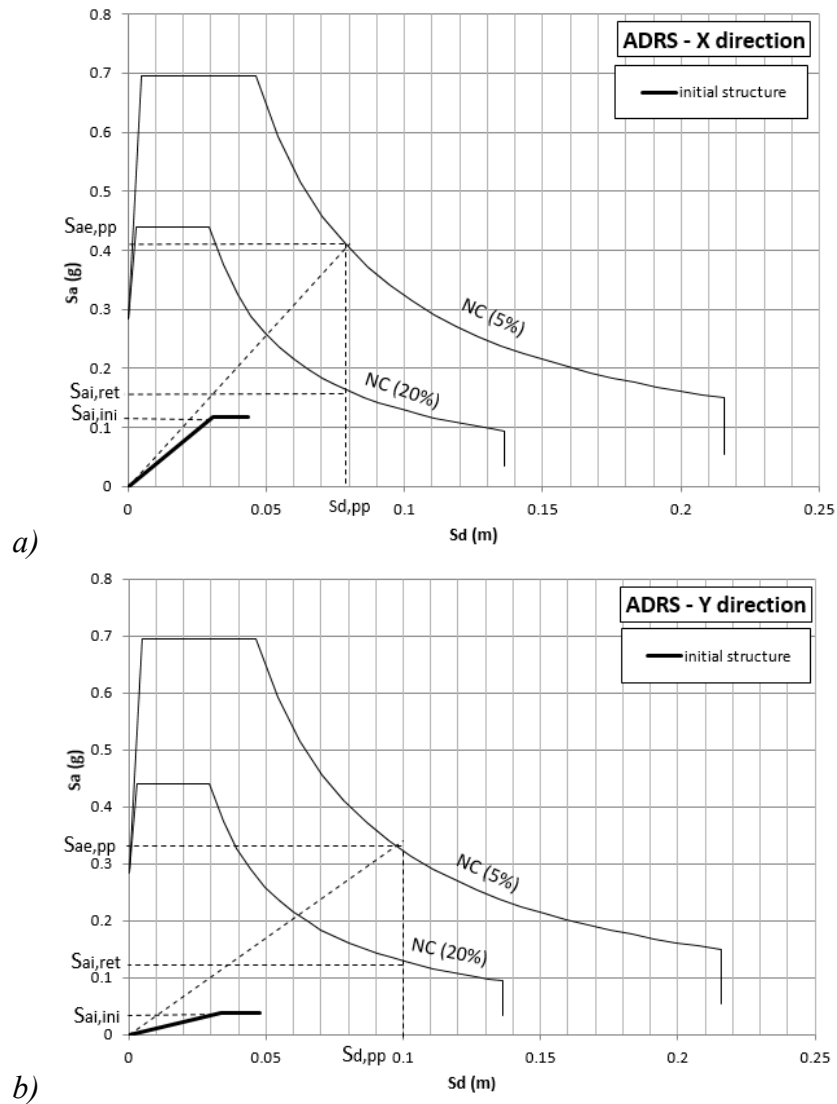 0.8
ADRS - X direction
initial structure
0.7
0.6
0.5
Sae,pp
0.4
Sa (g)
0.3
NC (5%)
Sai,ret
0.2
NC (20%)
Sai,ini
0.1
0
0 0.05 Sd,pp 0.1 0.15 0.2 0.25
Sd (m)
a)
0.8
ADRS - Y direction
initial structure
0.7
0.6
0.5
Sa (g)
0.4
Sae,pp
0.3
NC (5%)
0.2
Sai,ret
NC (20%)
0.1
Sai,ini
0
0 0.05 Sd,pp 0.1 0.15 0.2 0.25
Sd (m)
b)